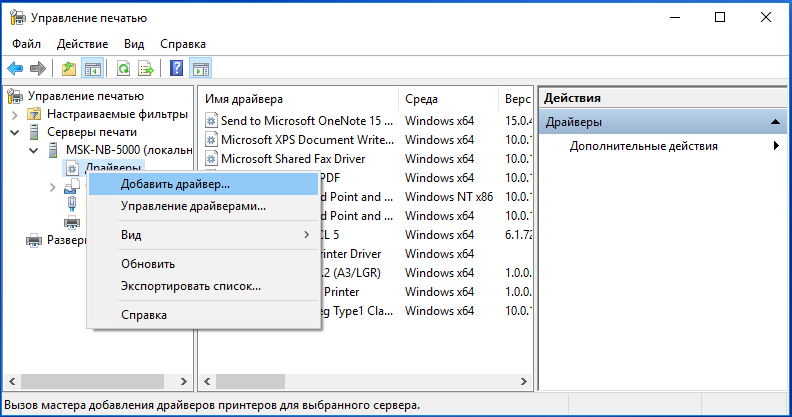 Управление печатью
Файл Действие Вид Справка
Управление печатью
Настраиваемые фильтры
Серверы печати
MSK-NB-5000 (локальн
Драйверы
Разверн
Добавить драйвер...
Управление драйверами...
Вид
Обновить
Экспортировать список...
Справка
Имя драйвера Среда Верс
Send to Microsoft OneNote 15 ... Windows x64 15.0.4
Microsoft XPS Document Write... Windows x64 10.0.1
Microsoft Shared Fax Driver Windows x64 10.0.1
PDF Windows x64 10.0.1
d Point and ... Windows NT x86 10.0.1
d Point and ... Windows x64 10.0.1
CL 5 Windows x64 6.1.72
rinter Driver Windows x64
.2 (A3/LGR) Windows x64 1.0.0.
Printer Windows x64 1.0.0.
eg Type1 Cla... Windows x64 10.0.1
Действия
Драйверы
Дополнительные действия
Вызов мастера добавления драйверов принтеров для выбранного сервера.